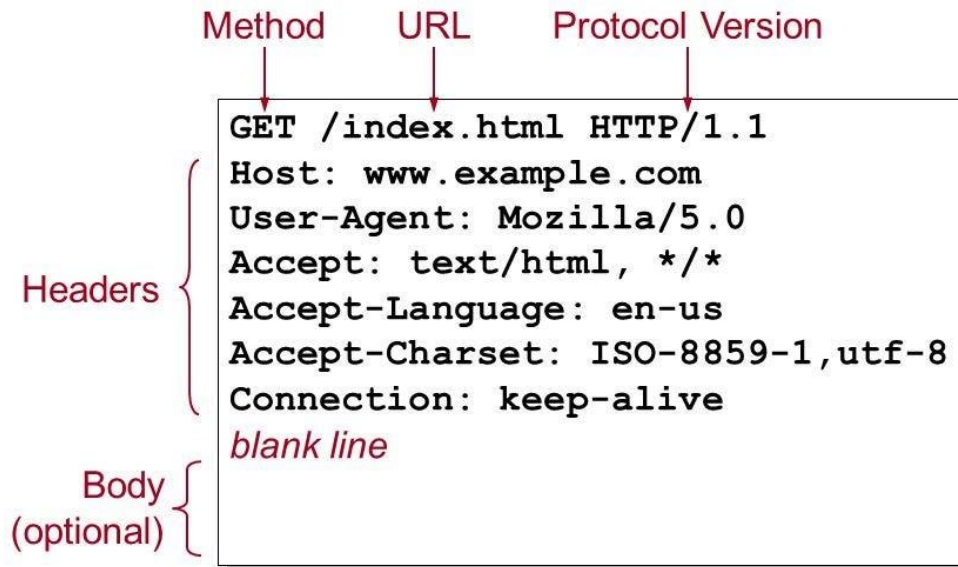 Method URL Protocol Version
GET /index.html HTTP/1.1
Headers
Host: www.example.com
User-Agent: Mozilla/5.0
Accept: text/html, */*
Accept-Language: en-us
Accept-Charset: ISO-8859-1,utf-8
Connection: keep-alive
blank line
Body
(optional)